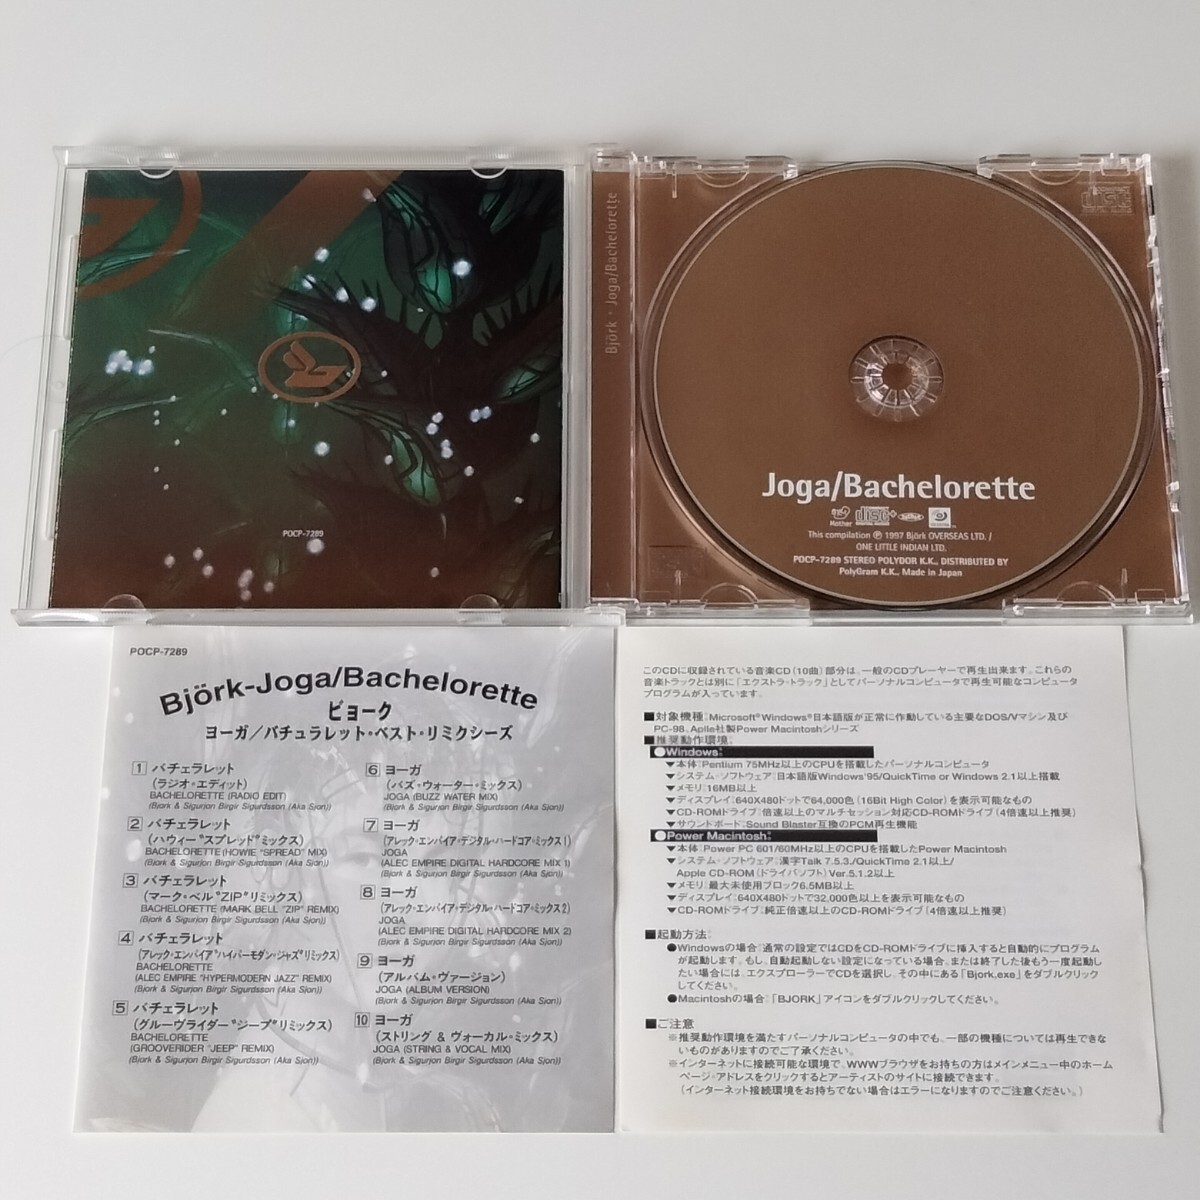 POCP-7289
Björk · Joga/Bachelorette
COMPACT
disc
DIGITAL AUDIO
Joga/Bachelorette
Mother
COMPACT
disc
DIGITAL AUDIO
This compilation Ⓟ 1997 Björk OVERSEAS LTD. /
ONE LITTLE INDIAN LTD.
POCP-7289 STEREO POLYDOR K.K., DISTRIBUTED BY
PolyGram K.K., Made in Japan
POCP-7289
Björk-Joga/Bachelorette
ビョーク
ヨーガ/バチュラレット・ベスト・リミクシーズ
1 バチェラレット
(ラジオ・エディット)
BACHELORETTE (RADIO EDIT)
(Bjork & Sigurjon Birgir Sigurdsson (Aka Sjon))
2 バチェラレット
(ハウィー“スプレッド”ミックス)
BACHELORETTE (HOWIE “SPREAD” MIX)
(Bjork & Sigurjon Birgir Sigurdsson (Aka Sjon))
3 バチェラレット
(マーク・ベル“ZIP”リミックス)
BACHELORETTE (MARK BELL “ZIP” REMIX)
(Bjork & Sigurjon Birgir Sigurdsson (Aka Sjon))
4 バチェラレット
(アレック・エンパイア“ハイパーモダン・ジャズ”リミックス)
BACHELORETTE
(ALEC EMPIRE “HYPERMODERN JAZZ” REMIX)
(Bjork & Sigurjon Birgir Sigurdsson (Aka Sjon))
5 バチェラレット
(グルーヴライダー“ジープ”リミックス)
BACHELORETTE
(GROOVERIDER “JEEP” REMIX)
(Bjork & Sigurjon Birgir Sigurdsson (Aka Sjon))
6 ヨーガ
(バズ・ウォーター・ミックス)
JOGA (BUZZ WATER MIX)
(Bjork & Sigurjon Birgir Sigurdsson (Aka Sjon))
7 ヨーガ
(アレック・エンパイア・デジタル・ハードコア・ミックス1)
JOGA
(ALEC EMPIRE DIGITAL HARDCORE MIX 1)
(Bjork & Sigurjon Birgir Sigurdsson (Aka Sjon))
8 ヨーガ
(アレック・エンパイア・デジタル・ハードコア・ミックス2)
JOGA
(ALEC EMPIRE DIGITAL HARDCORE MIX 2)
(Bjork & Sigurjon Birgir Sigurdsson (Aka Sjon))
9 ヨーガ
(アルバム・ヴァージョン)
JOGA (ALBUM VERSION)
(Bjork & Sigurjon Birgir Sigurdsson (Aka Sjon))
10 ヨーガ
(ストリング & ヴォーカル・ミックス)
JOGA (STRING & VOCAL MIX)
(Bjork & Sigurjon Birgir Sigurdsson (Aka Sjon))
このCDに収録されている音楽CD(10曲)部分は、一般のCDプレーヤーで再生出来ます。これらの
音楽トラックとは別に「エクストラ・トラック」としてパーソナルコンピュータで再生可能なコンピュータ
プログラムが入っています。
■対象機種:Microsoft®Windows®日本語版が正常に作動している主要なDOS/Vマシン及び
PC-98、Aplle社製Power Macintoshシリーズ
■推奨動作環境:
●Windows:
▼本体:Pentium 75MHz以上のCPUを搭載したパーソナルコンピュータ
▼システム・ソフトウェア:日本語版Windows'95/QuickTime or Windows 2.1以上搭載
▼メモリ:16MB以上
▼ディスプレイ:640X480ドットで64,000色(16Bit High Color)を表示可能なもの
▼CD-ROMドライブ:倍速以上のマルチセッション対応CD-ROMドライブ(4倍速以上推奨)
▼サウンドボード:Sound Blaster互換のPCM再生機能
●Power Macintosh:
▼本体:Power PC 601/60MHz以上のCPUを搭載したPower Macintosh
▼システム・ソフトウェア:漢字Talk 7.5.3./QuickTime 2.1以上/
Apple CD-ROM(ドライバソフト)Ver.5.1.2以上
▼メモリ:最大未使用ブロック6.5MB以上
▼ディスプレイ:640X480ドットで32,000色以上を表示可能なもの
▼CD-ROMドライブ:純正倍速以上のCD-ROMドライブ(4倍速以上推奨)
■起動方法:
●Windowsの場合:通常の設定ではCDをCD-ROMドライブに挿入すると自動的にプログラム
が起動します。もし、自動起動しない設定になっている場合、または終了した後もう一度起動し
たい場合には、エクスプローラーでCDを選択し、その中にある「Bjork,exe」をダブルクリック
してください。
●Macintoshの場合:「BJORK」アイコンをダブルクリックしてください。
■ご注意
※推奨動作環境を満たすパーソナルコンピュータの中でも、一部の機種については再生できな
いものがありますのでご了承ください。
※インターネットに接続可能な環境で、WWWブラウザをお持ちの方はメインメニュー中のホーム
ページ・アドレスをクリックするとアーティストのサイトに接続できます。
(インターネット接続環境をお持ちでない場合はエラーになりますのでご注意ください。)